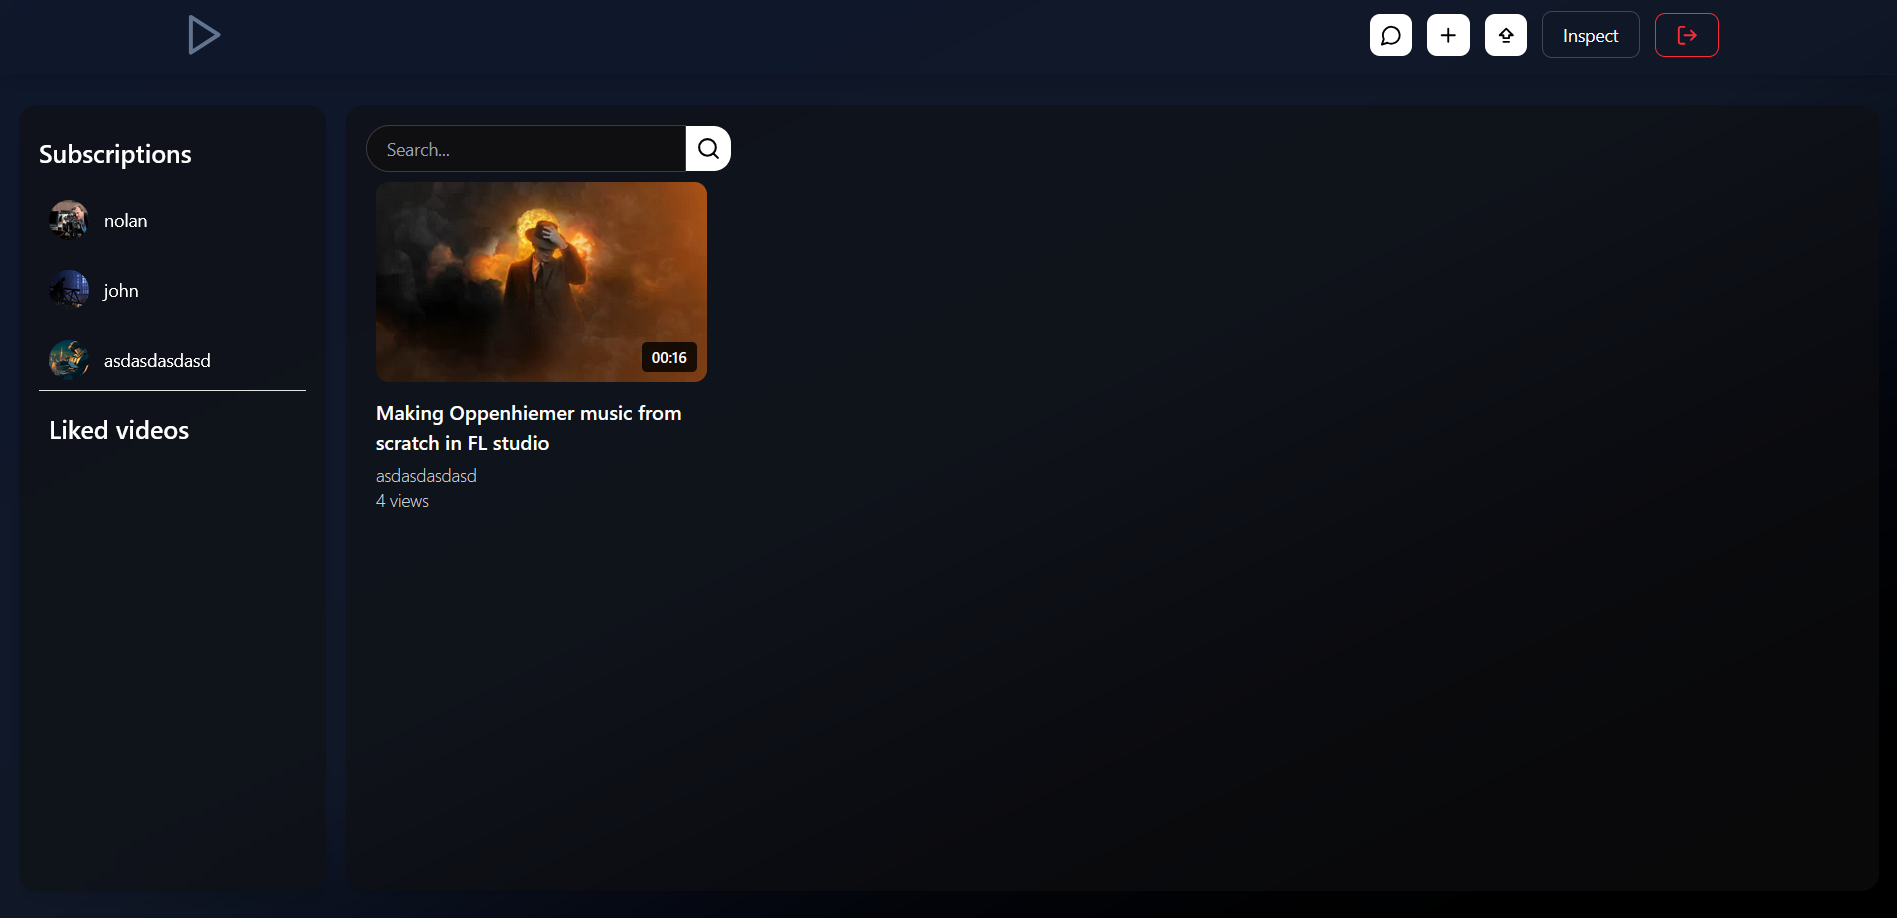 Inspect
Subscriptions
nolan
john
asdasdasdasd
Liked videos
Search...
00:16
Making Oppenhiemer music from
scratch in FL studio
asdasdasdasd
4 views